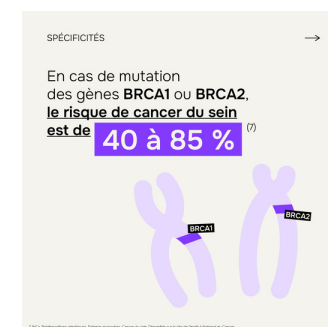 SPÉCIFICITÉS →
En cas de mutation
des gènes BRCA1 ou BRCA2,
le risque de cancer du sein
est de 40 à 85 % (7)
BRCA1
BRCA2